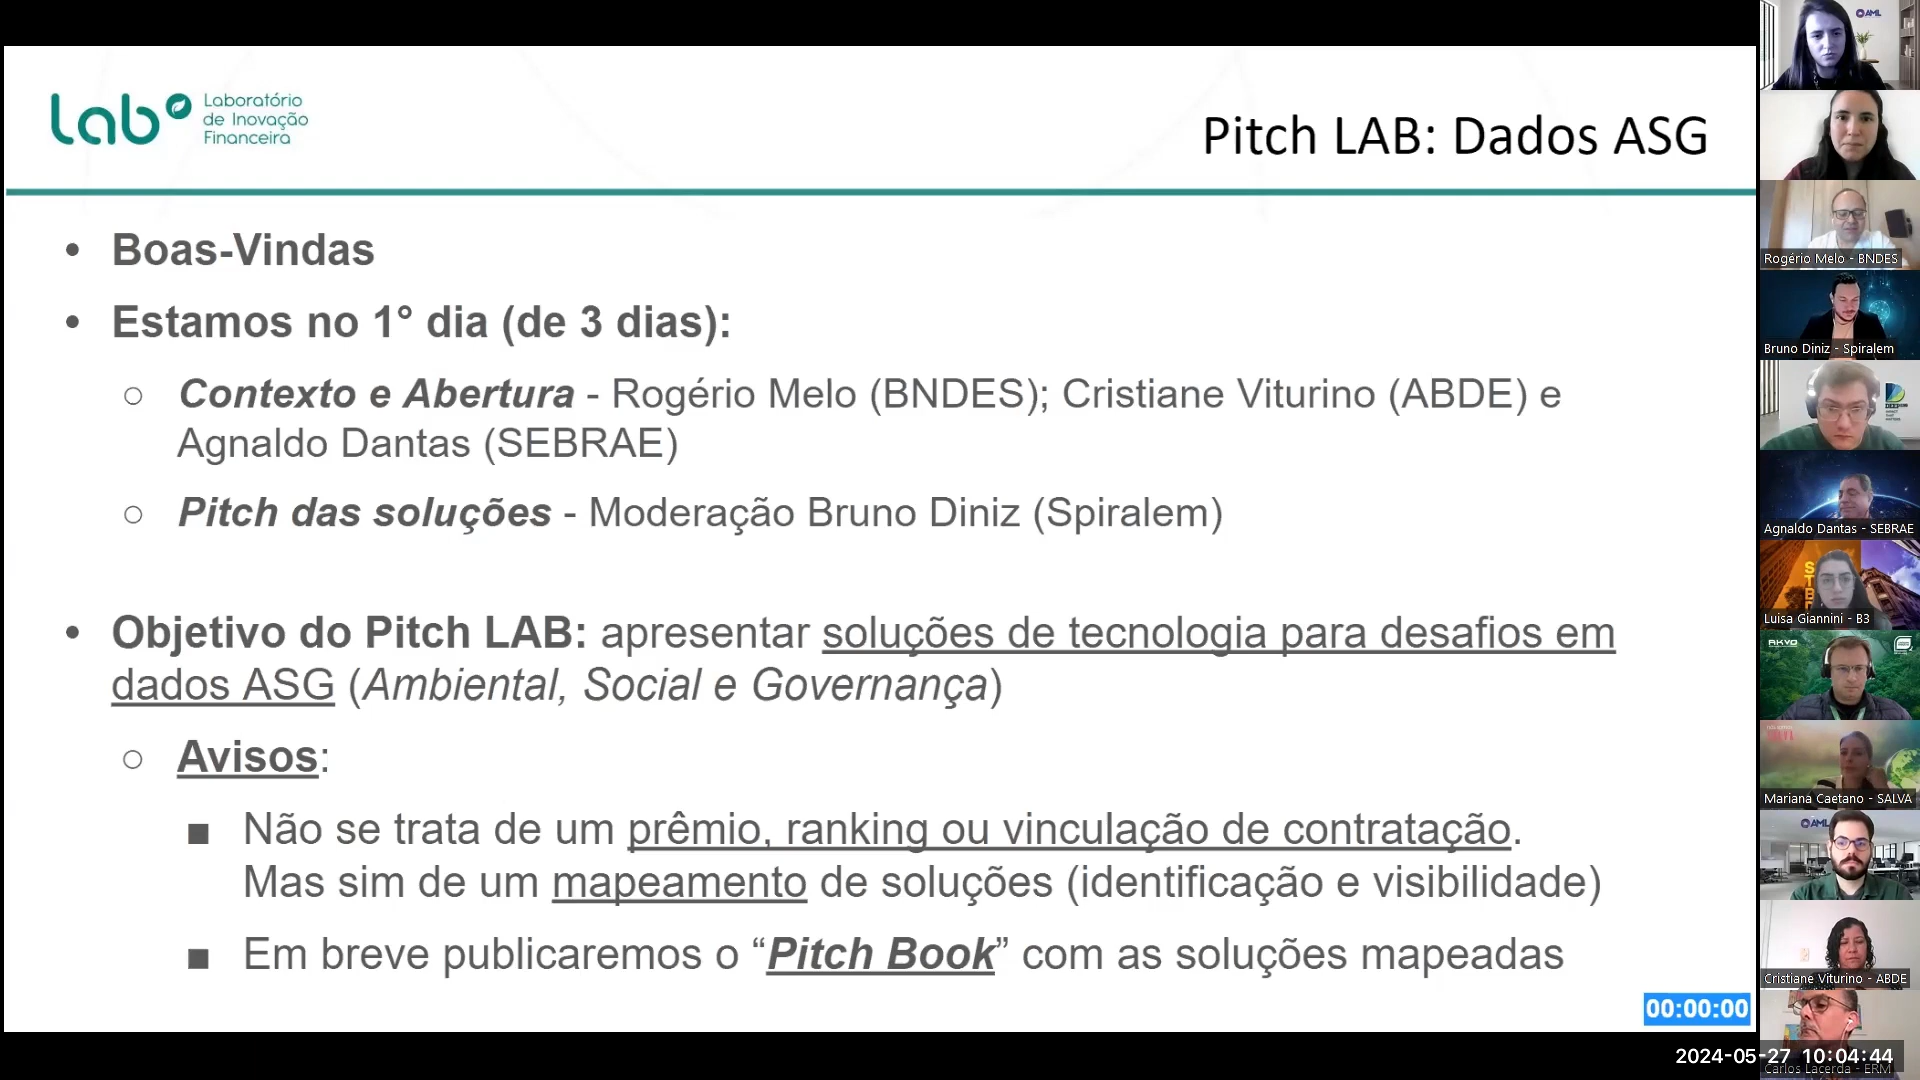 lab
Laboratório
de Inovação
Financeira
Pitch LAB: Dados ASG
• Boas-Vindas
• Estamos no 1° dia (de 3 dias):
○ Contexto e Abertura - Rogério Melo (BNDES); Cristiane Viturino (ABDE) e
Agnaldo Dantas (SEBRAE)
○ Pitch das soluções - Moderação Bruno Diniz (Spiralem)
• Objetivo do Pitch LAB: apresentar soluções de tecnologia para desafios em
dados ASG (Ambiental, Social e Governança)
○ Avisos:
■ Não se trata de um prêmio, ranking ou vinculação de contratação.
Mas sim de um mapeamento de soluções (identificação e visibilidade)
■ Em breve publicaremos o “Pitch Book” com as soluções mapeadas
00:00:00
AML
Rogério Melo - BNDES
Bruno Diniz - Spiralem
Agnaldo Dantas - SEBRAE
Luisa Giannini - B3
AKVO
Mariana Caetano - SALVA
AML
Cristiane Viturino - ABDE
2024-05-27 10:04:44
Carlos Lacerda - ERM